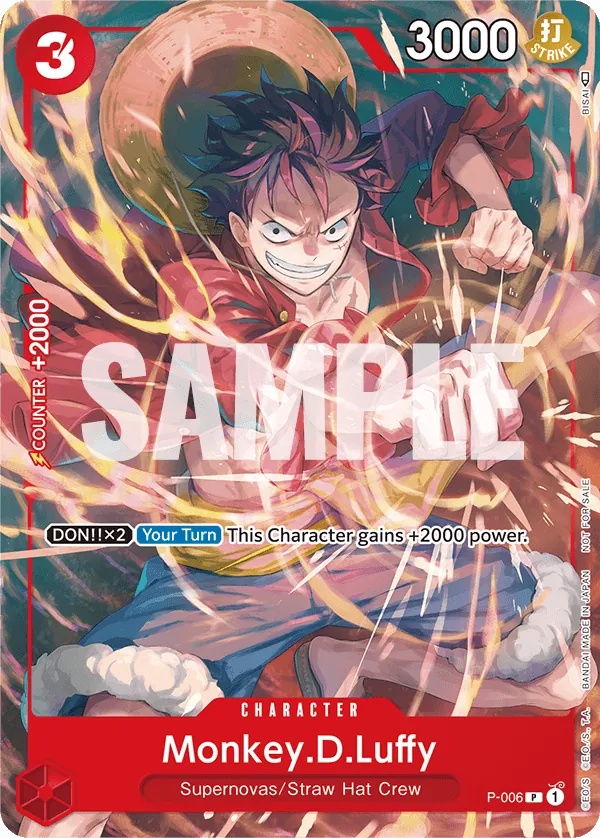 3
3000
打
STRIKE
BISAI
COUNTER +2000
SAMPLE
DON!!×2 Your Turn This Character gains +2000 power.
CHARACTER
Monkey.D.Luffy
Supernovas/Straw Hat Crew
P-006 P 1
©E.O/S ©E.O./S., T.A. BANDAI MADE IN JAPAN NOT FOR SALE